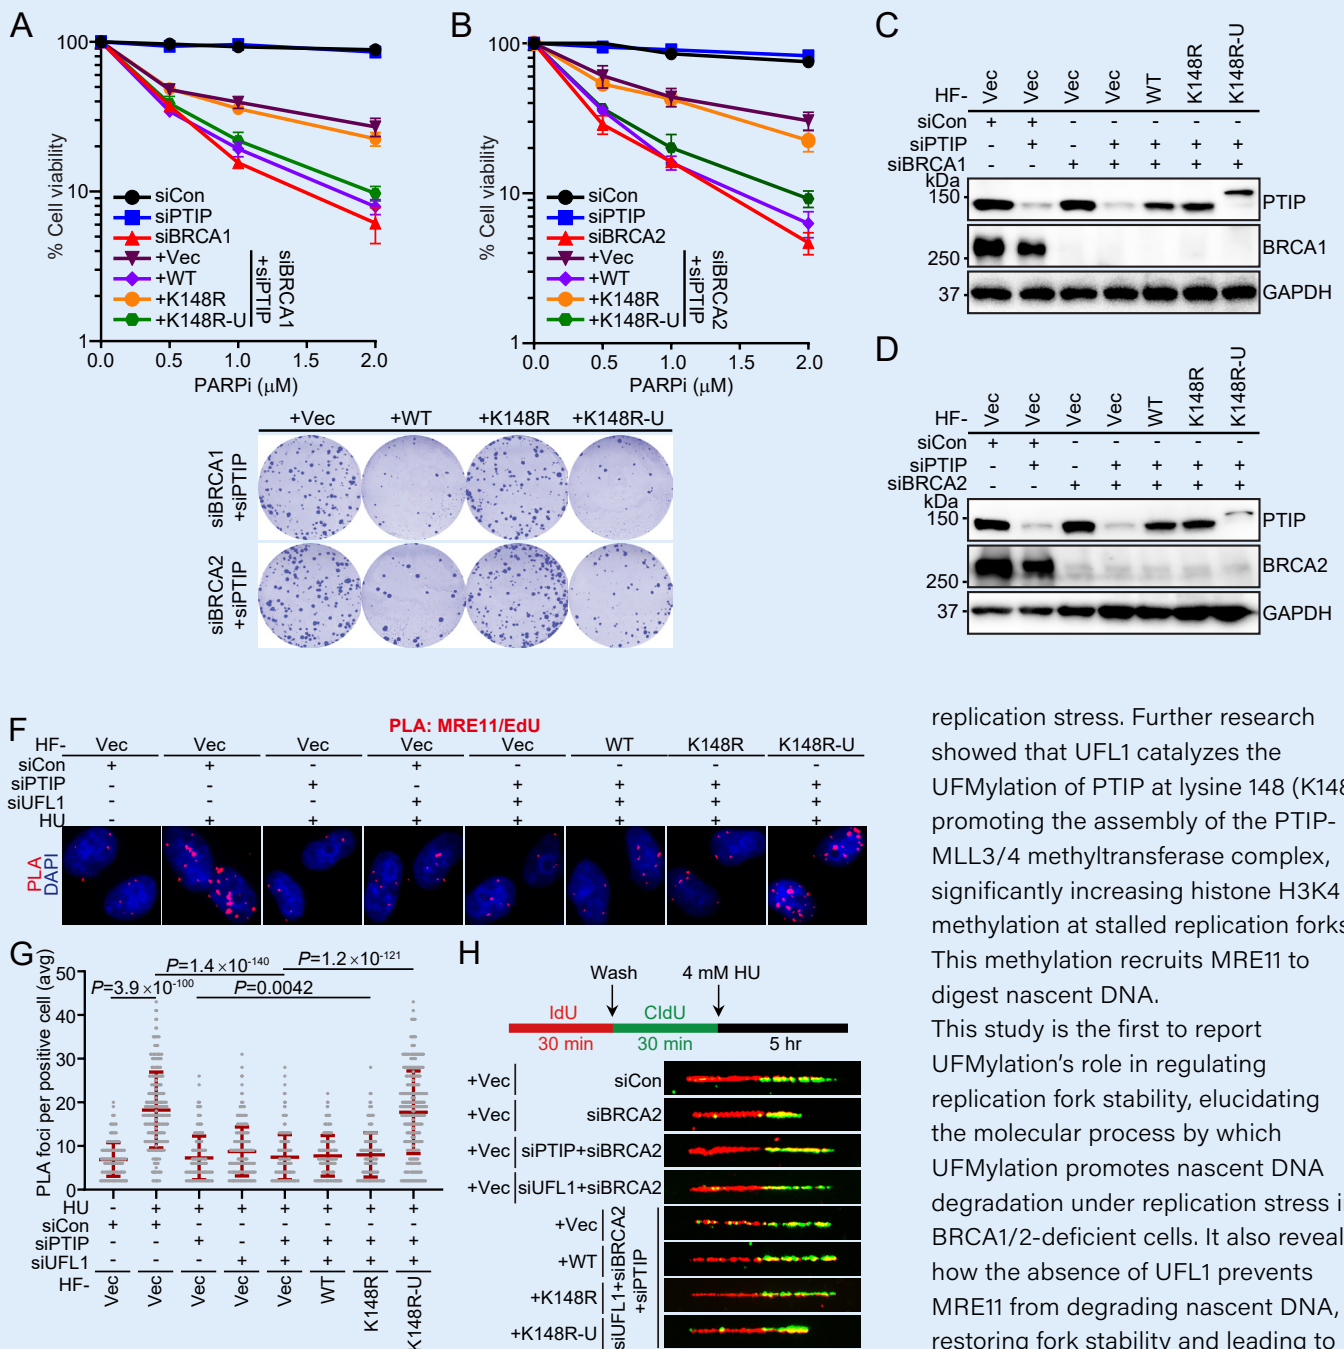 A
100
10
1
% Cell viability
siCon
siPTIP
siBRCA1
+Vec
+WT
+K148R
+K148R-U
siBRCA1
+siPTIP
0.0 0.5 1.0 2.0
PARPi (μM)
B
100
10
1
% Cell viability
siCon
siPTIP
siBRCA2
+Vec
+WT
+K148R
+K148R-U
siBRCA2
+siPTIP
0.0 0.5 1.0 2.0
PARPi (μM)
+Vec +WT +K148R +K148R-U
siBRCA1
+siPTIP
siBRCA2
+siPTIP
C
HF- Vec Vec Vec Vec WT K148R K148R-U
siCon + + - - - - -
siPTIP - + - + + + +
siBRCA1 - - + + + + +
kDa
150 PTIP
250 BRCA1
37 GAPDH
D
HF- Vec Vec Vec Vec WT K148R K148R-U
siCon + + - - - - -
siPTIP - + - + + + +
siBRCA2 - - + + + + +
kDa
150 PTIP
250 BRCA2
37 GAPDH
F
PLA: MRE11/EdU
HF- Vec Vec Vec Vec Vec WT K148R K148R-U
siCon + + - + - - - -
siPTIP - - + - + + + +
siUFL1 - - - + + + + +
HU - + + + + + + +
PLA
DAPI
G
PLA foci per positive cell (avg)
50
40
30
20
10
0
P=3.9 ×10-100
P=1.4 ×10-140
P=0.0042
P=1.2 ×10-121
HU - + + + + + + +
siCon + + - - - - - -
siPTIP - - + - + + + +
siUFL1 - - - + + + + +
HF- Vec Vec Vec Vec Vec WT K148R K148R-U
H
Wash 4 mM HU
IdU CldU
30 min 30 min 5 hr
+Vec siCon
+Vec siBRCA2
+Vec siPTIP+siBRCA2
+Vec siUFL1+siBRCA2
+Vec
+WT
+K148R
+K148R-U
siUFL1+siBRCA2
+siPTIP
replication stress. Further research
showed that UFL1 catalyzes the
UFMylation of PTIP at lysine 148 (K148
promoting the assembly of the PTIP-
MLL3/4 methyltransferase complex,
significantly increasing histone H3K4
methylation at stalled replication forks
This methylation recruits MRE11 to
digest nascent DNA.
This study is the first to report
UFMylation's role in regulating
replication fork stability, elucidating
the molecular process by which
UFMylation promotes nascent DNA
degradation under replication stress i
BRCA1/2-deficient cells. It also reveal
how the absence of UFL1 prevents
MRE11 from degrading nascent DNA,
restoring fork stability and leading to